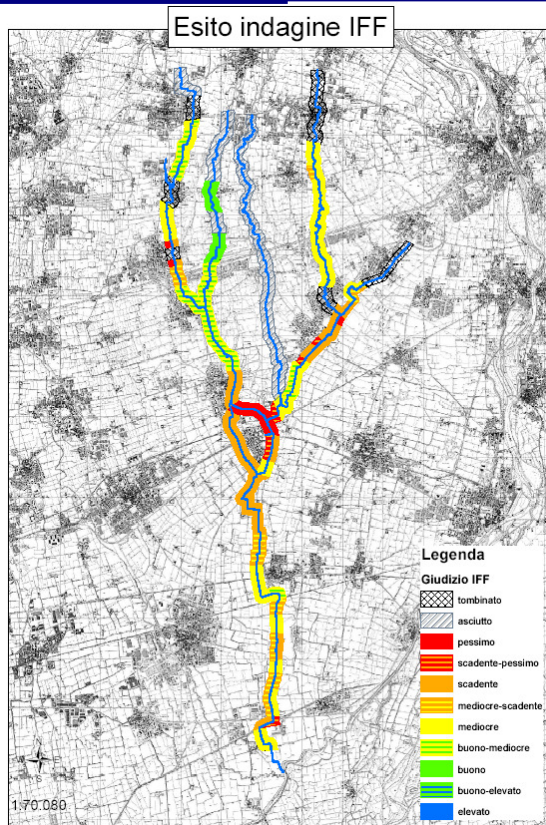 Esito indagine IFF
Legenda
Giudizio IFF
tombinato
asciutto
pessimo
scadente-pessimo
scadente
mediocre-scadente
mediocre
buono-mediocre
buono
buono-elevato
elevato
1:70.080